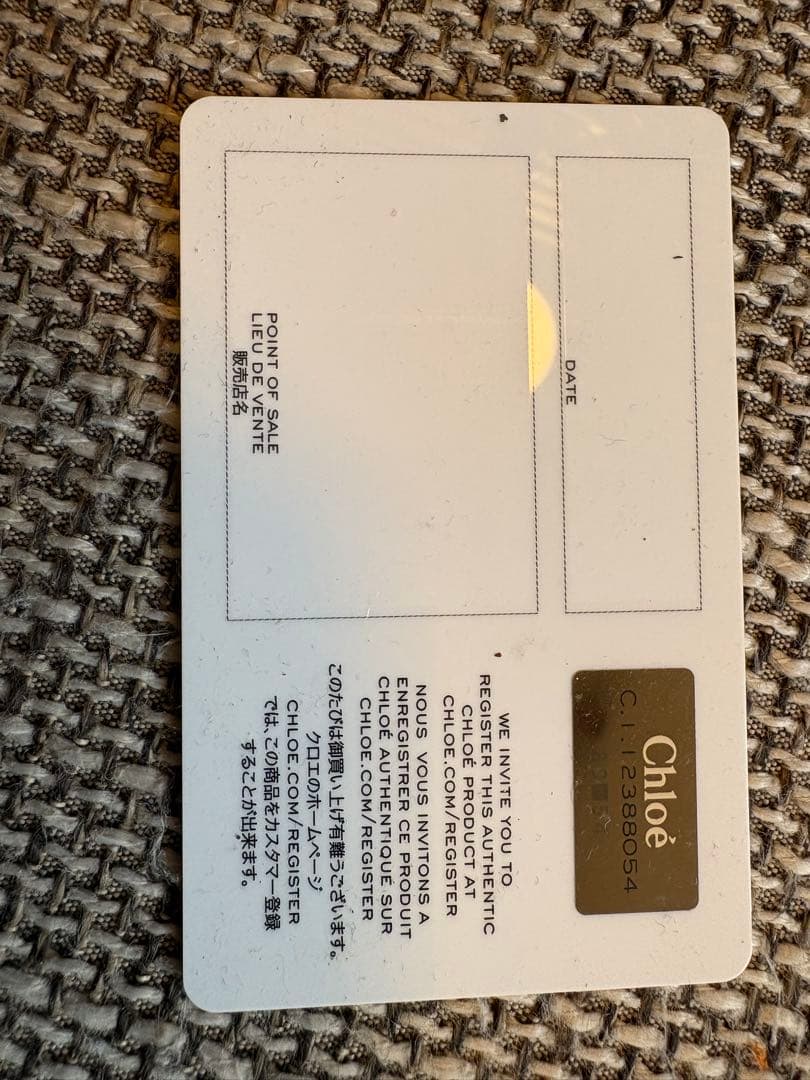 DATE
POINT OF SALE
LIEU DE VENTE
販売店名
Chloé
C.I.12388054
WE INVITE YOU TO
REGISTER THIS AUTHENTIC
CHLOÉ PRODUCT AT
CHLOE.COM/REGISTER
NOUS VOUS INVITONS A
ENREGISTRER CE PRODUIT
CHLOÉ AUTHENTIQUE SUR
CHLOE.COM/REGISTER
このたびは御買い上げ有難うございます。
クロエのホームページ
CHLOE.COM/REGISTER
では、この商品をカスタマー登録
することが出来ます。